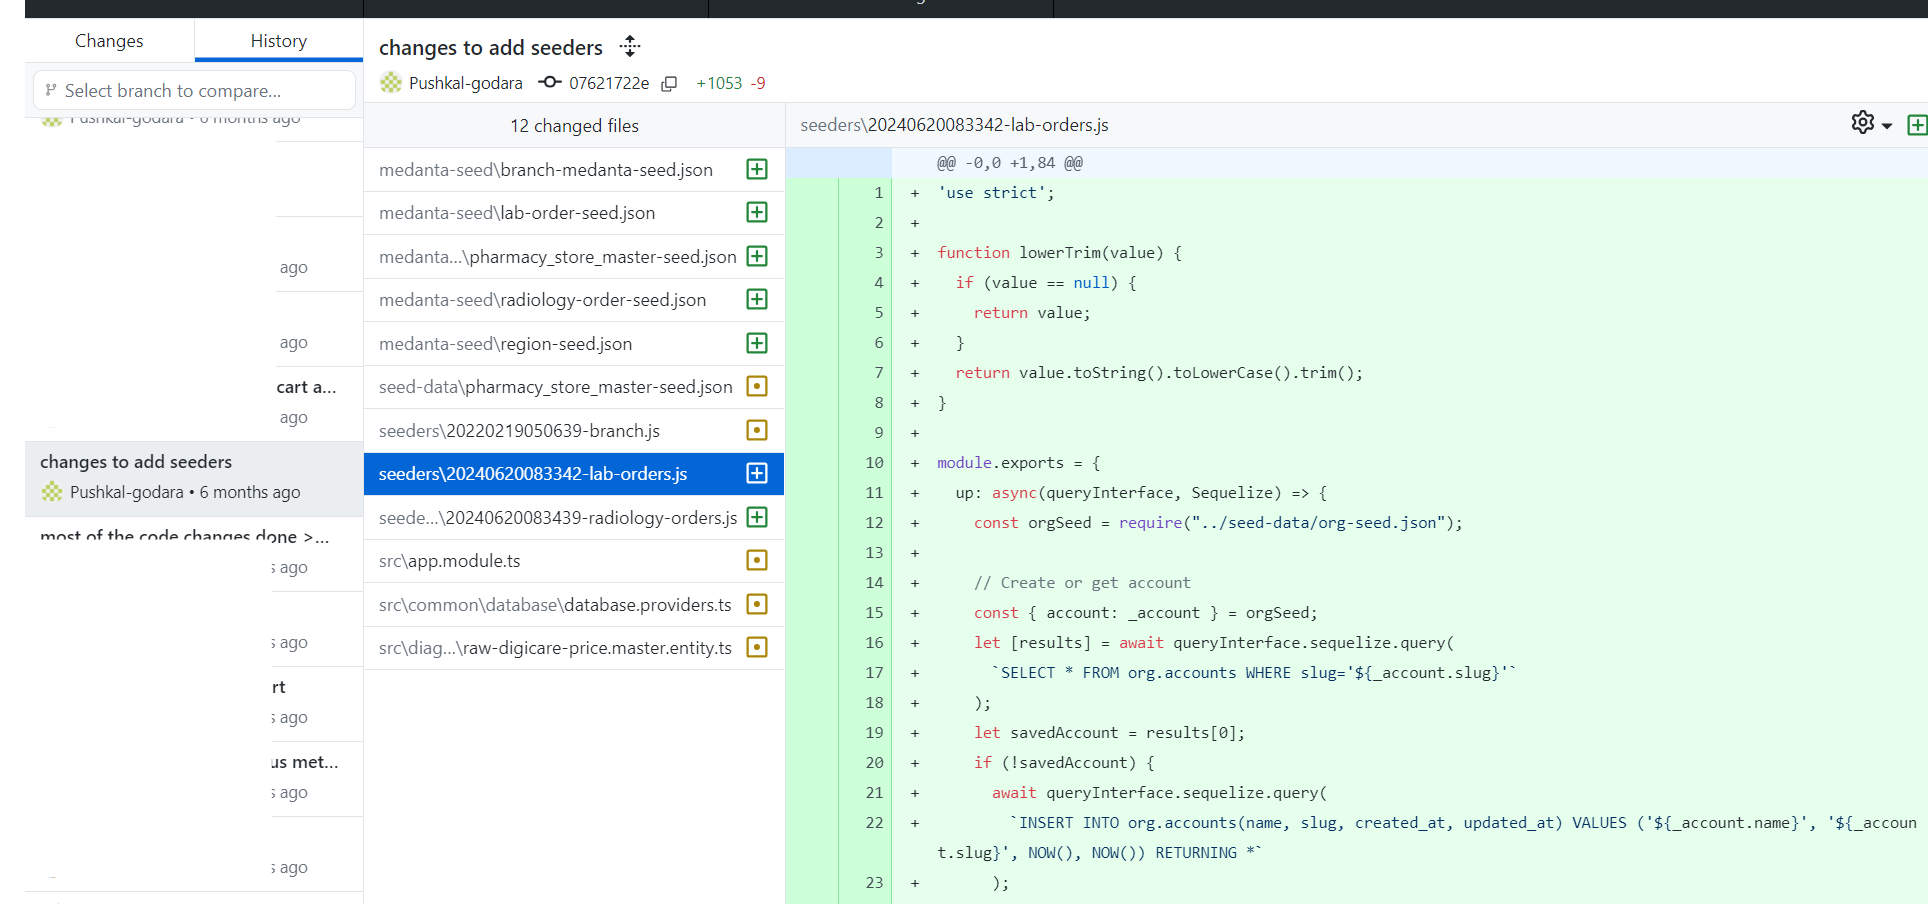 Changes
History
Select branch to compare...
Pushkal-godara • 6 months ago
ago
ago
cart a...
ago
changes to add seeders
Pushkal-godara • 6 months ago
most of the code changes done >...
s ago
s ago
rt
s ago
us met...
s ago
s ago
changes to add seeders
Pushkal-godara 07621722e +1053 -9
12 changed files
medanta-seed\branch-medanta-seed.json
medanta-seed\lab-order-seed.json
medanta...\pharmacy_store_master-seed.json
medanta-seed\radiology-order-seed.json
medanta-seed\region-seed.json
seed-data\pharmacy_store_master-seed.json
seeders\20220219050639-branch.js
seeders\20240620083342-lab-orders.js
seede...\20240620083439-radiology-orders.js
src\app.module.ts
src\common\database\database.providers.ts
src\diag...\raw-digicare-price.master.entity.ts
seeders\20240620083342-lab-orders.js
@@ -0,0 +1,84 @@
1 + 'use strict';
2 +
3 + function lowerTrim(value) {
4 + if (value == null) {
5 + return value;
6 + }
7 + return value.toString().toLowerCase().trim();
8 + }
9 +
10 + module.exports = {
11 + up: async(queryInterface, Sequelize) => {
12 + const orgSeed = require("../seed-data/org-seed.json");
13 +
14 + // Create or get account
15 + const { account: _account } = orgSeed;
16 + let [results] = await queryInterface.sequelize.query(
17 + `SELECT * FROM org.accounts WHERE slug='${_account.slug}'`
18 + );
19 + let savedAccount = results[0];
20 + if (!savedAccount) {
21 + await queryInterface.sequelize.query(
22 + `INSERT INTO org.accounts(name, slug, created_at, updated_at) VALUES ('${_account.name}', '${_accoun
t.slug}', NOW(), NOW()) RETURNING *`
23 + );